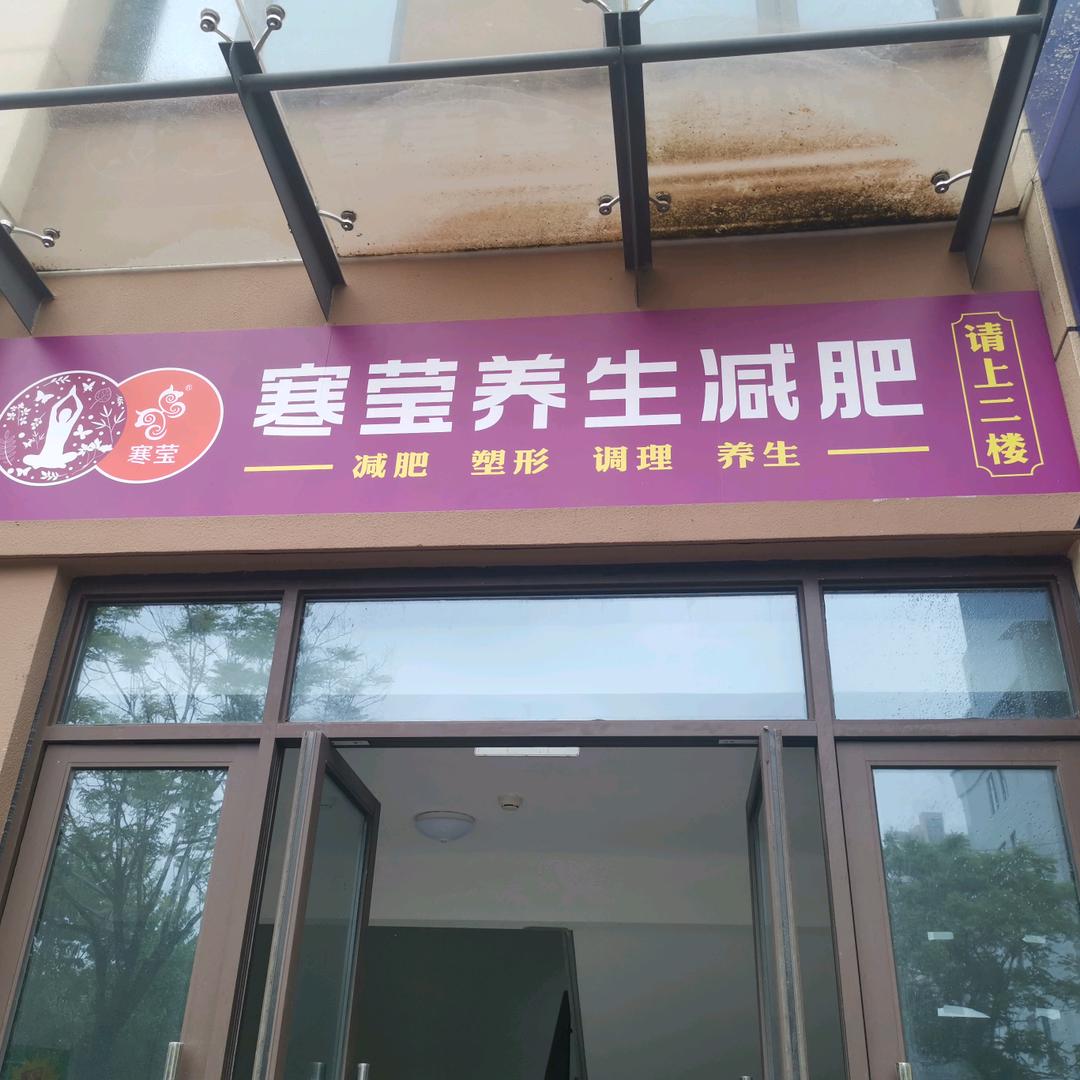 寒莹®
寒莹养生减肥
减肥 塑形 调理 养生
请上二楼